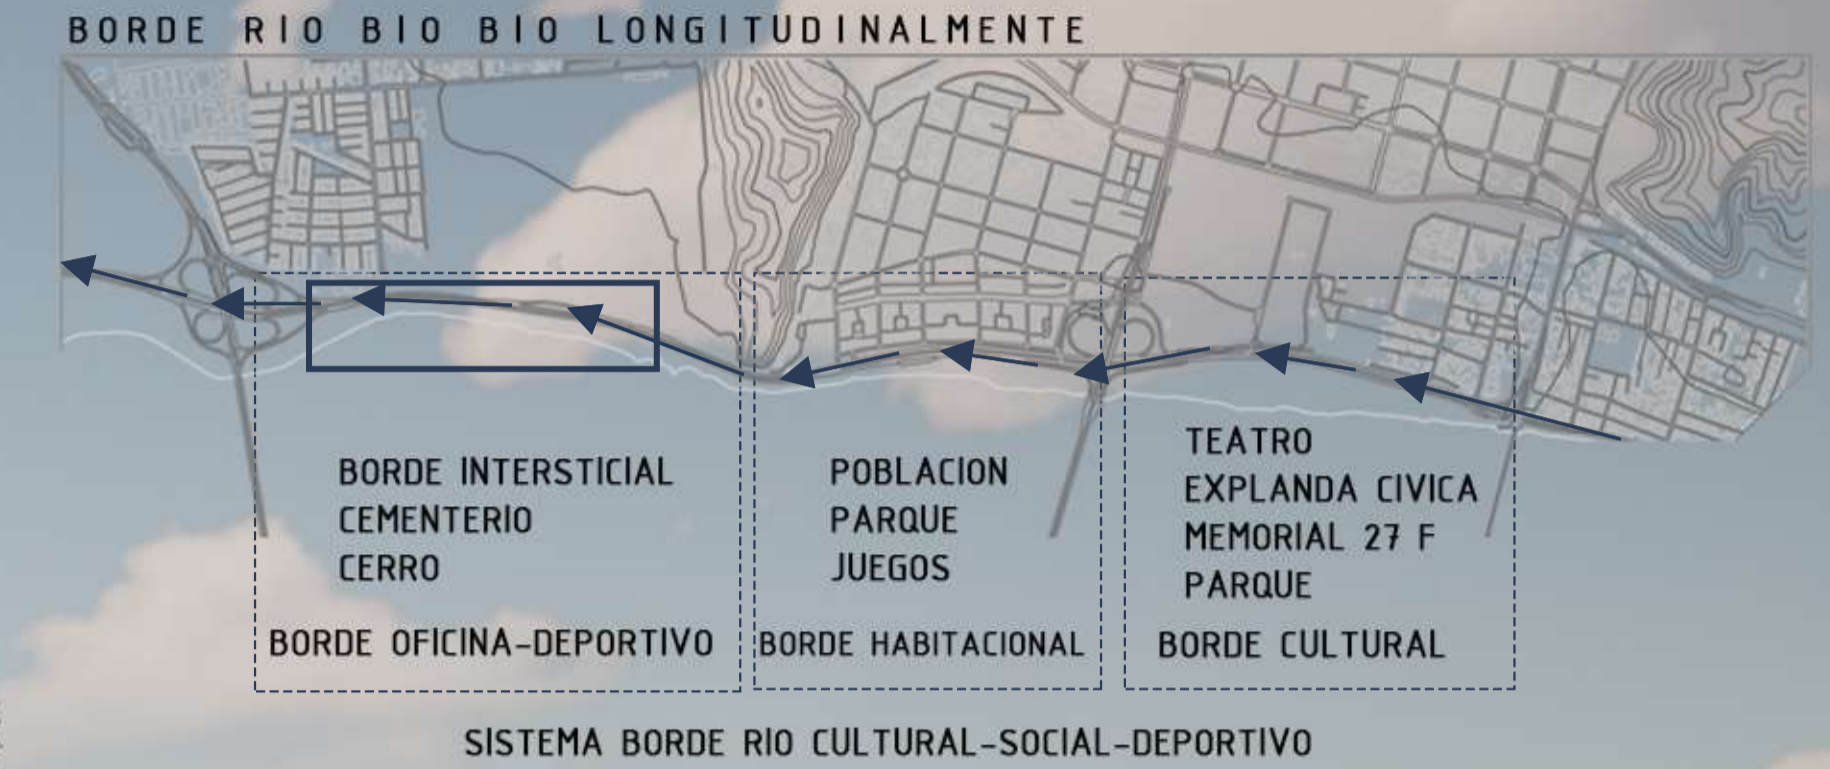 BORDE RIO BIO BIO LONGITUDINALMENTE
BORDE INTERSTICIAL
CEMENTERIO
CERRO
BORDE OFICINA-DEPORTIVO
POBLACION
PARQUE
JUEGOS
BORDE HABITACIONAL
TEATRO
EXPLANDA CIVICA
MEMORIAL 27 F
PARQUE
BORDE CULTURAL
SISTEMA BORDE RIO CULTURAL-SOCIAL-DEPORTIVO